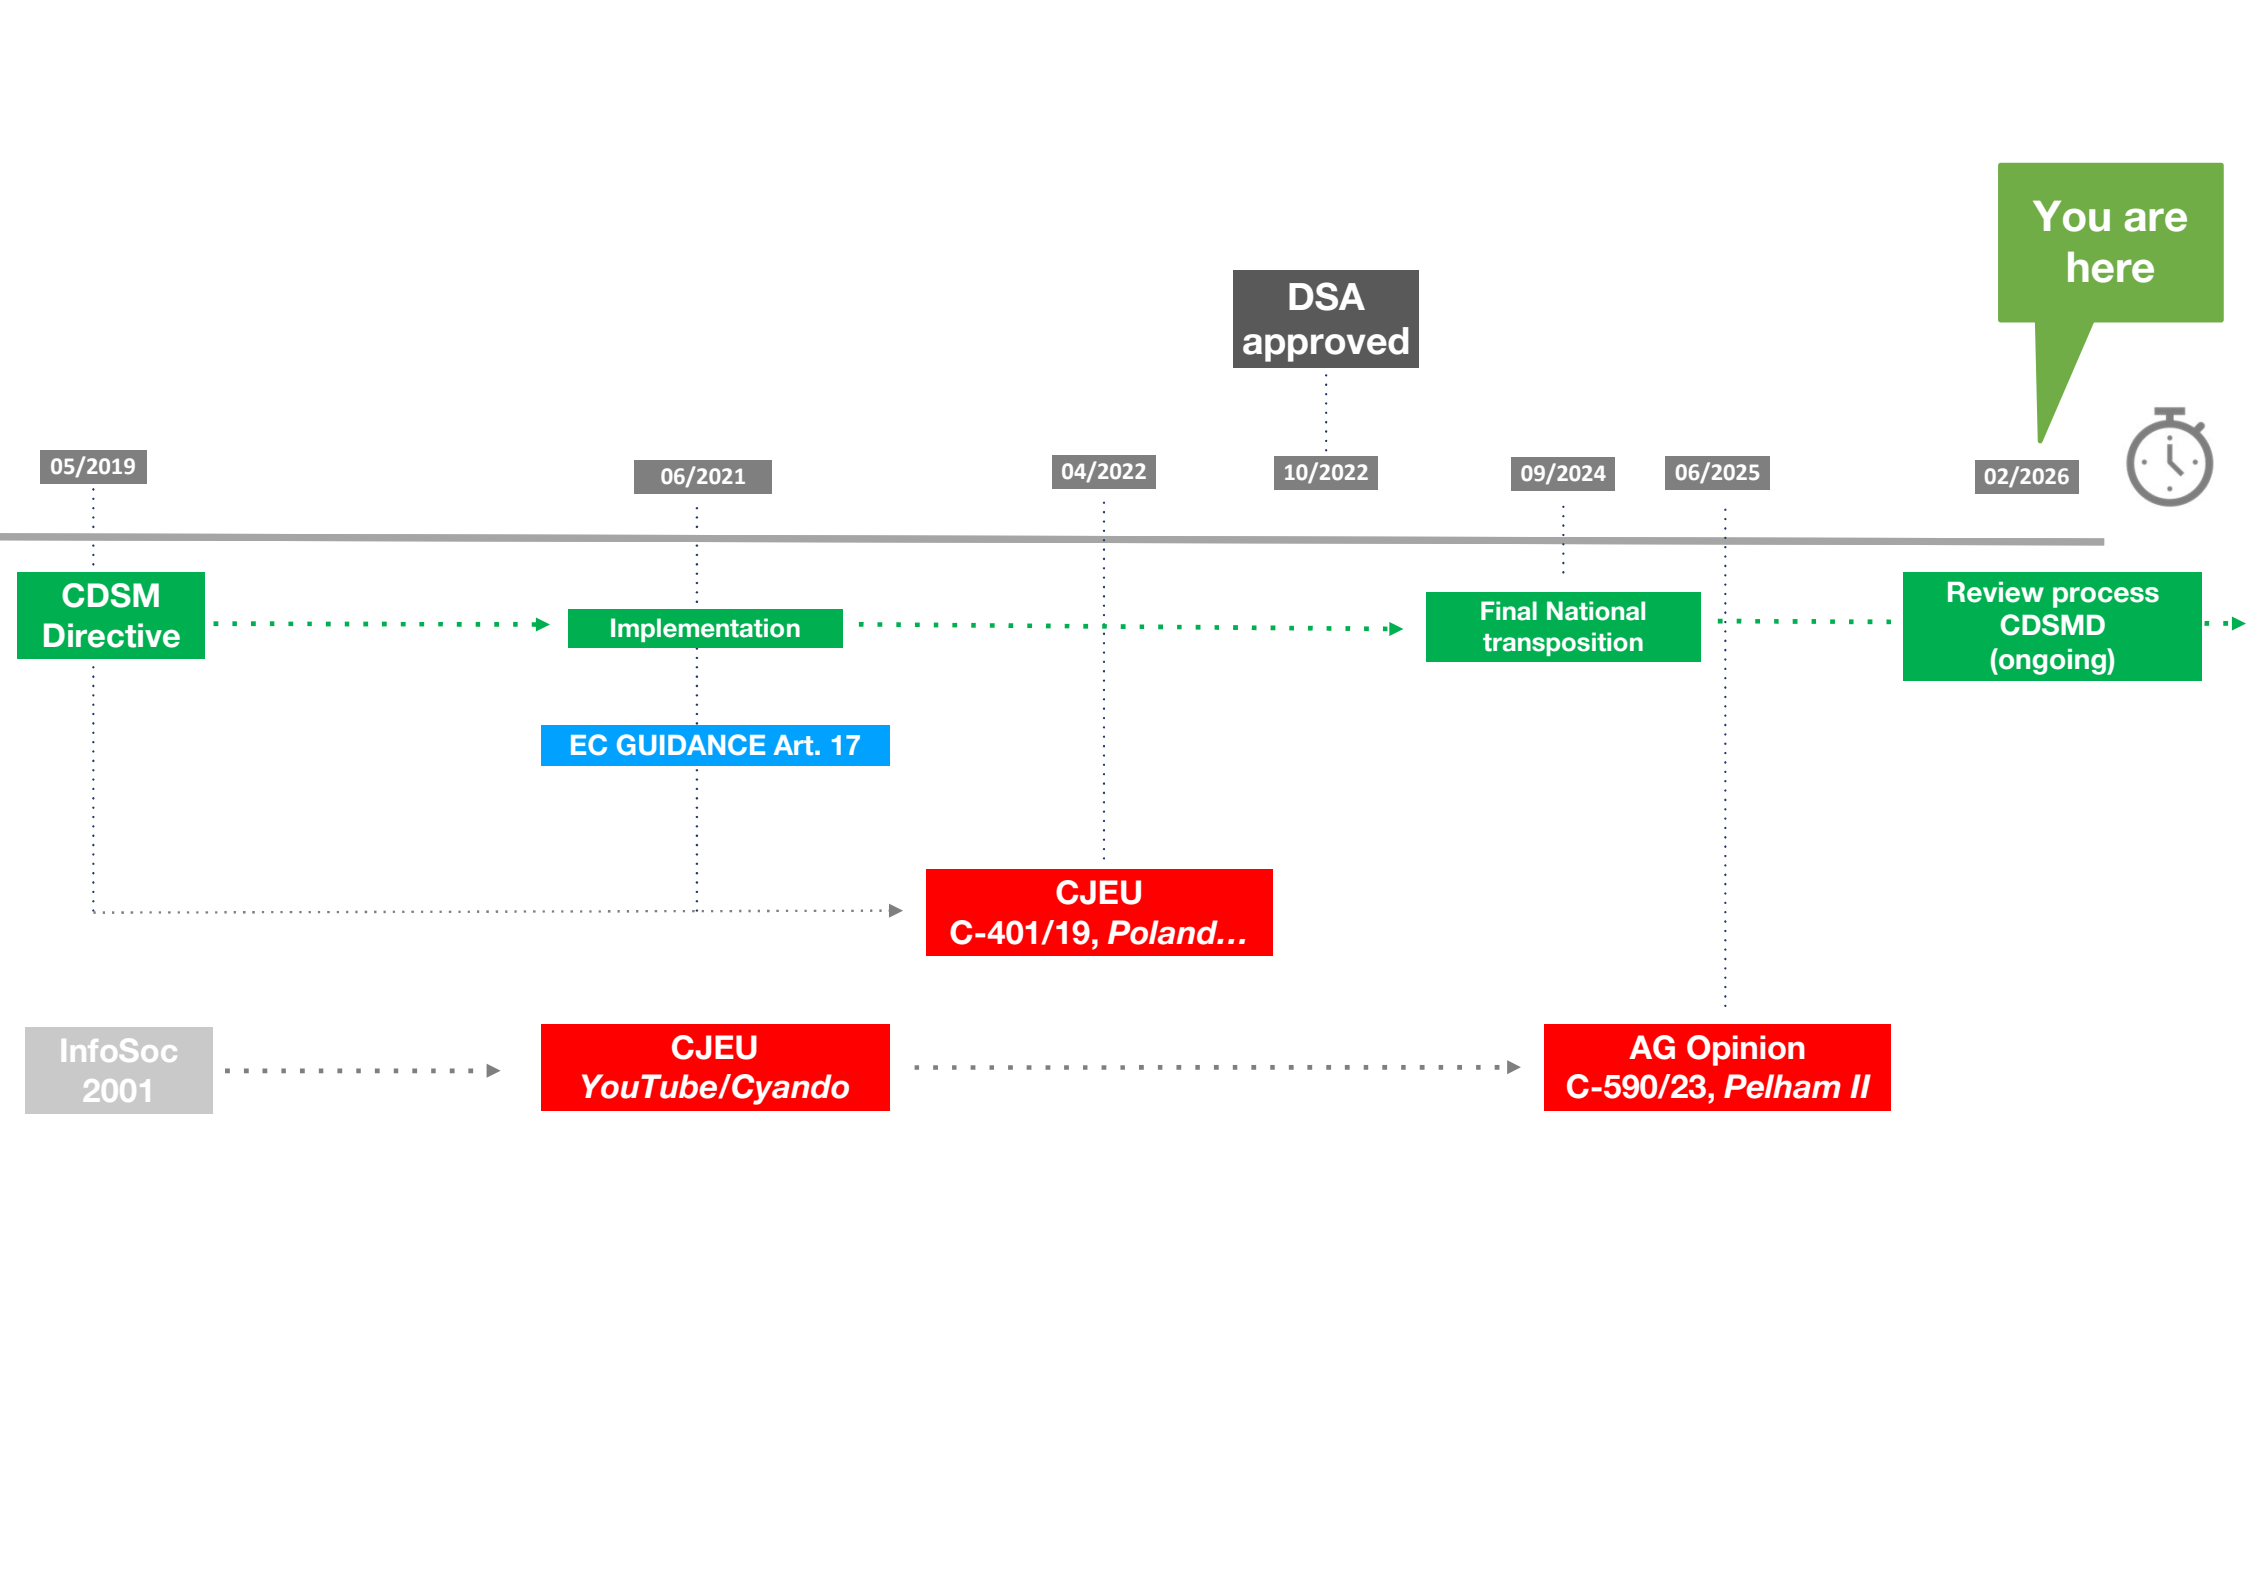 You are
here
DSA
approved
05/2019
06/2021
04/2022
10/2022
09/2024
06/2025
02/2026
CDSM
Directive
Implementation
Final National
transposition
Review process
CDSMD
(ongoing)
EC GUIDANCE Art. 17
CJEU
C-401/19, Poland…
InfoSoc
2001
CJEU
YouTube/Cyando
AG Opinion
C-590/23, Pelham II